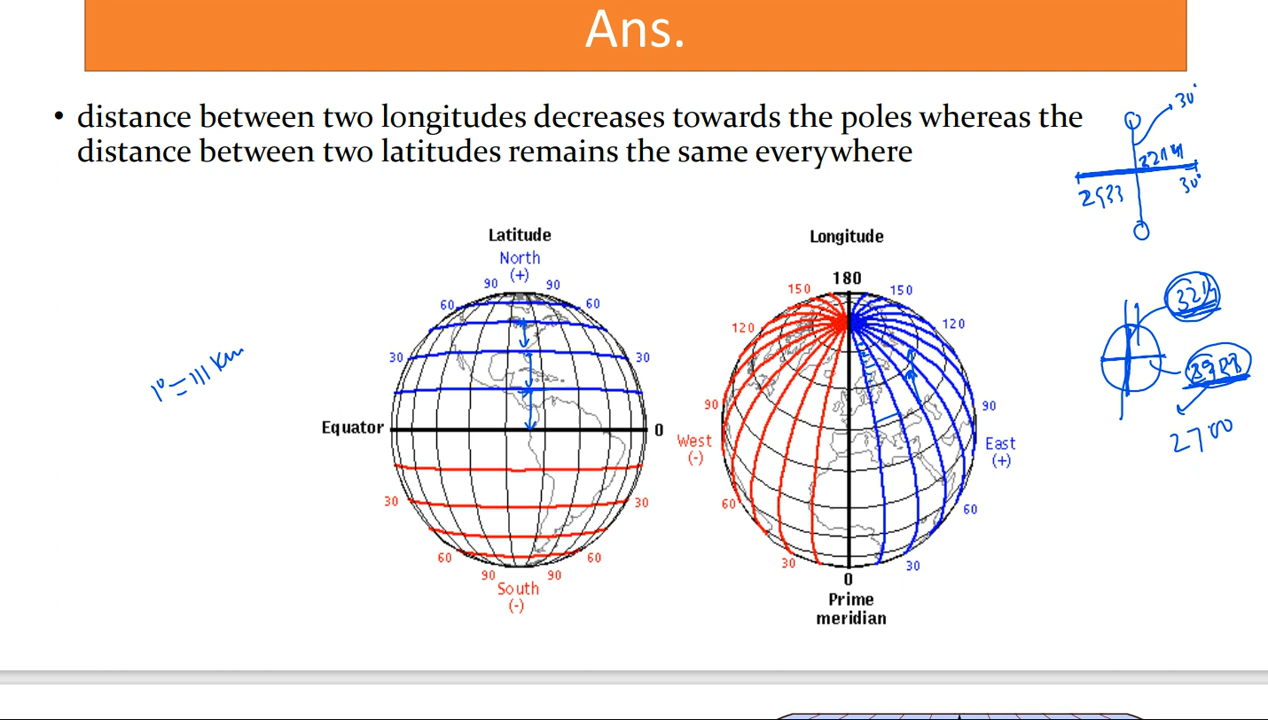 Ans.
• distance between two longitudes decreases towards the poles whereas the
distance between two latitudes remains the same everywhere
30°
3214
2933
30°
Latitude
North
(+)
90 90
60 60
30 30
Equator 0
30 30
60 60
90 90
South
(-)
Longitude
180
150 150
120 120
90 90
West
(-)
East
(+)
60 60
30 30
0
Prime
meridian
1° = 111 Km
3214
2700